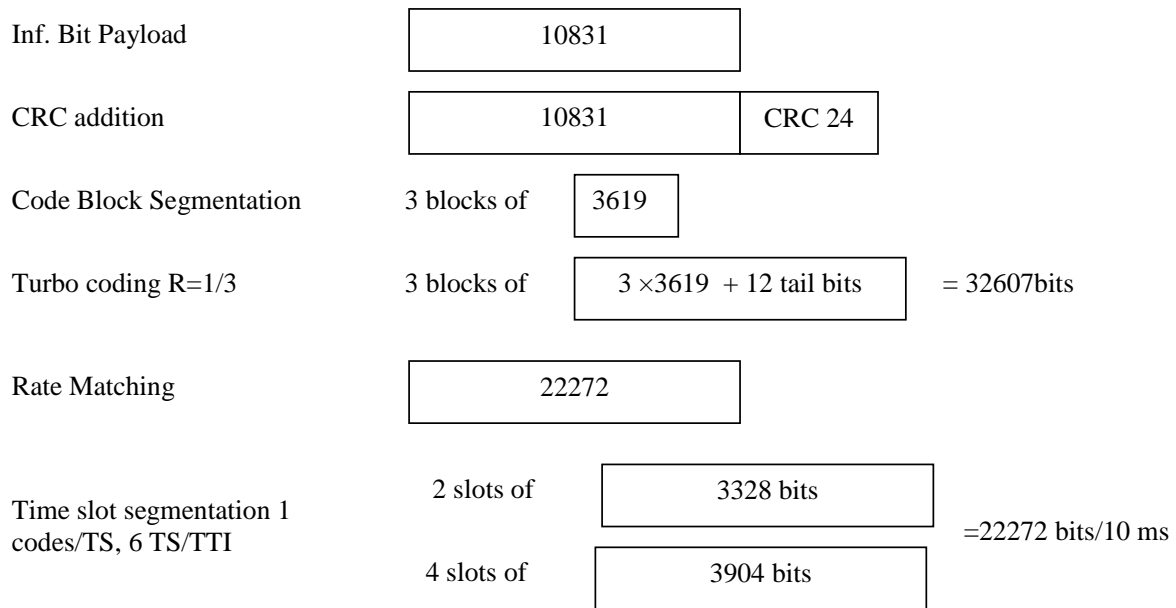 Inf. Bit Payload 10831
CRC addition 10831 CRC 24
Code Block Segmentation 3 blocks of 3619
Turbo coding R=1/3 3 blocks of 3 ×3619 + 12 tail bits = 32607bits
Rate Matching 22272
2 slots of 3328 bits
Time slot segmentation 1
codes/TS, 6 TS/TTI
=22272 bits/10 ms
4 slots of 3904 bits